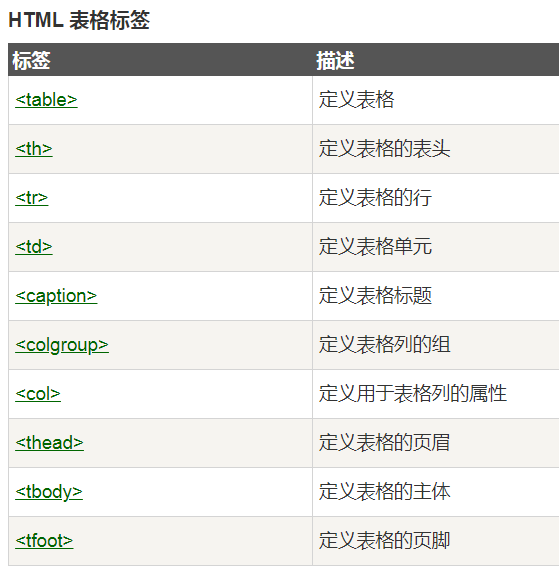 HTML 表格标签
标签 描述
<table> 定义表格
<th> 定义表格的表头
<tr> 定义表格的行
<td> 定义表格单元
<caption> 定义表格标题
<colgroup> 定义表格列的组
<col> 定义用于表格列的属性
<thead> 定义表格的页眉
<tbody> 定义表格的主体
<tfoot> 定义表格的页脚